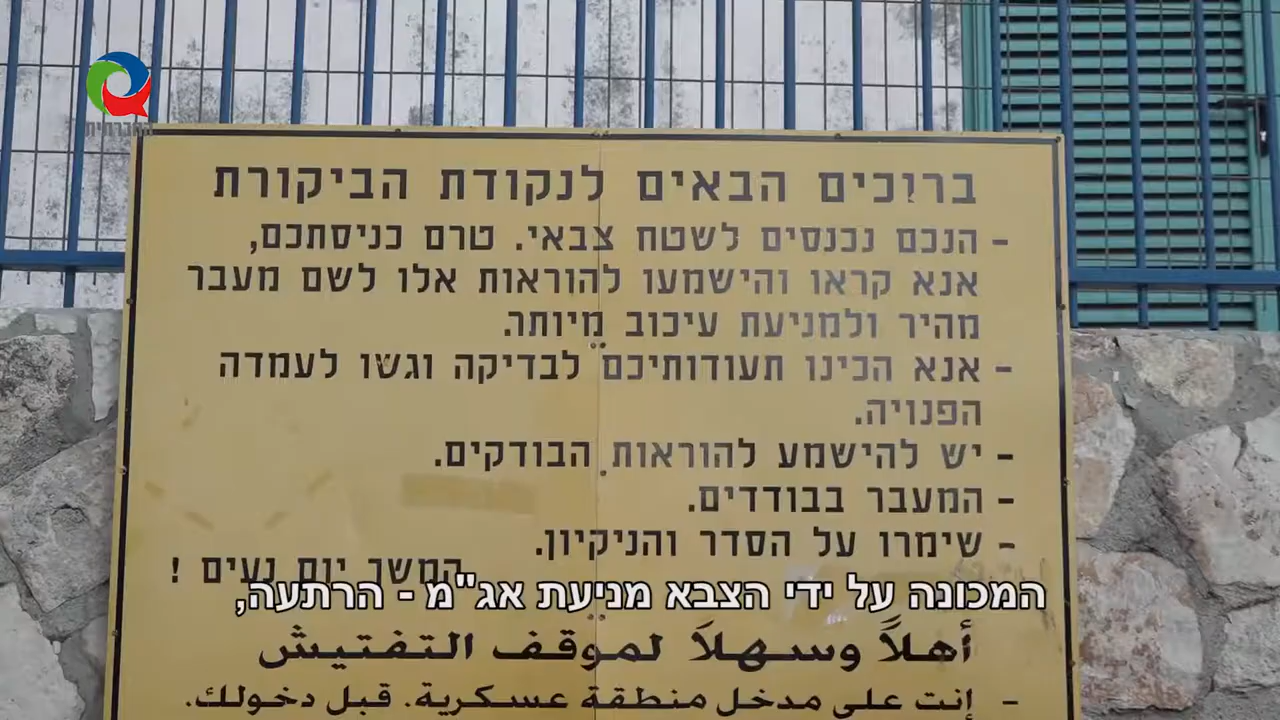 החברתית
ברוכים הבאים לנקודת הביקורת
- הנכם נכנסים לשטח צבאי. טרם כניסתכם,
אנא קראו והישמעו להוראות אלו לשם מעבר
מהיר ולמניעת עיכוב מיותר.
- אנא הכינו תעודותיכם לבדיקה וגשו לעמדה
הפנויה.
- יש להישמע להוראות הבודקים.
- המעבר בבודדים.
- שימרו על הסדר והניקיון.
המשך יום נעים !
המכונה על ידי הצבא מניעת אג"מ - הרתעה,
أهلاً وسهلاً لموقف التفتيش
- إنت على مدخل منطقة عسكرية. قبل دخولك.